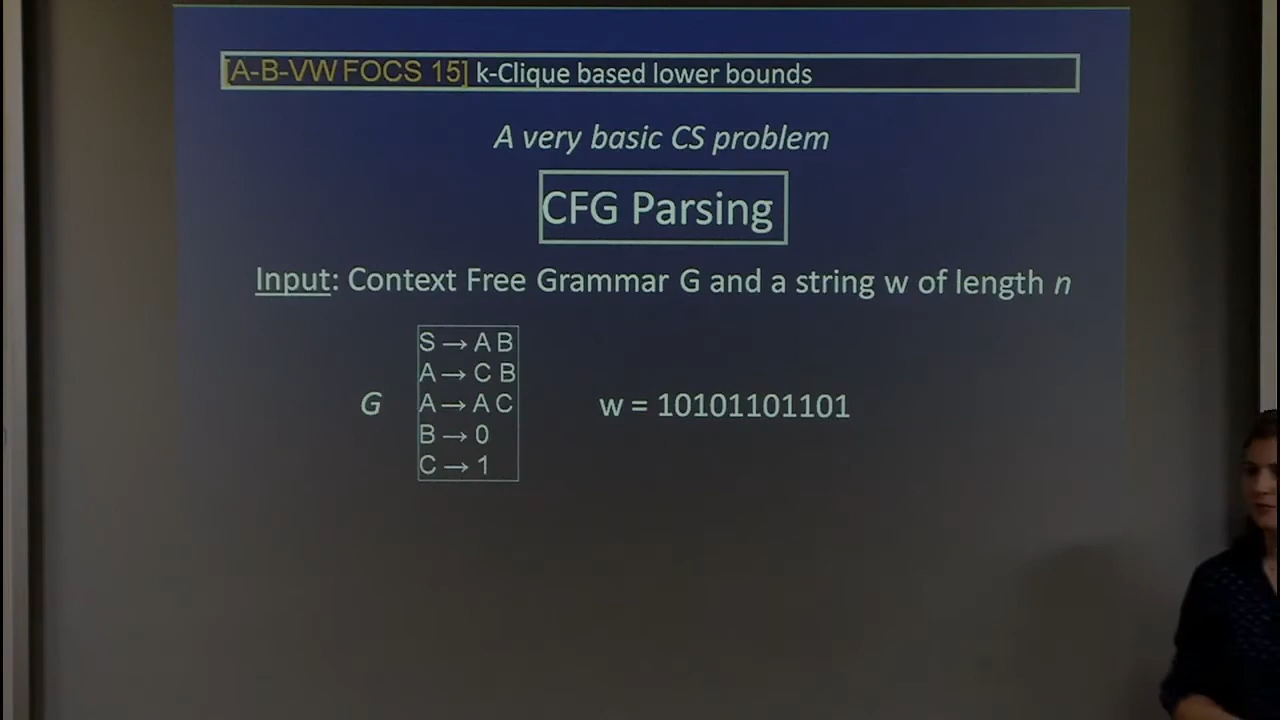 [A-B-VW FOCS 15] k-Clique based lower bounds
A very basic CS problem
CFG Parsing
Input: Context Free Grammar G and a string w of length n
S → A B
A → C B
G A → A C w = 10101101101
B → 0
C → 1